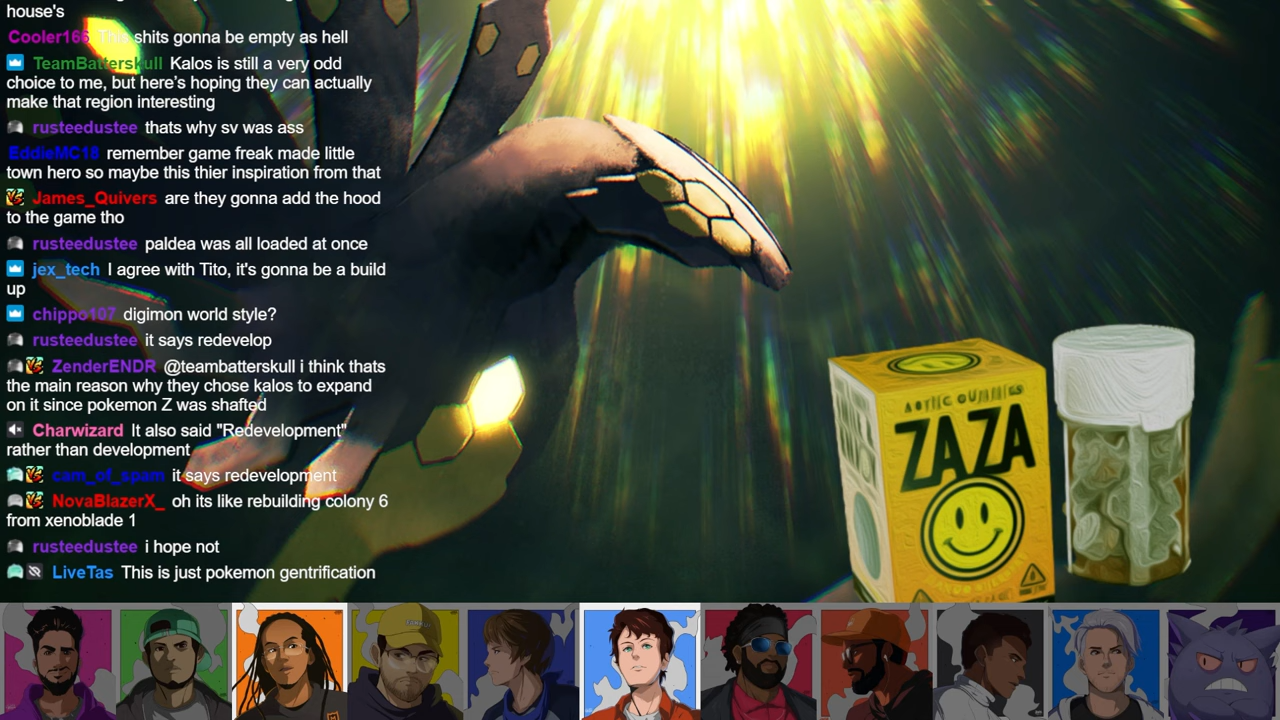 house's
Cooler166 This shits gonna be empty as hell
TeamBatterskull Kalos is still a very odd
choice to me, but here's hoping they can actually
make that region interesting
rusteedustee thats why sv was ass
EddieMC18 remember game freak made little
town hero so maybe this thier inspiration from that
James_Quivers are they gonna add the hood
to the game tho
rusteedustee paldea was all loaded at once
jex_tech I agree with Tito, it's gonna be a build
up
chippo107 digimon world style?
rusteedustee it says redevelop
ZenderENDR @teambatterskull i think thats
the main reason why they chose kalos to expand
on it since pokemon Z was shafted
Charwizard It also said "Redevelopment"
rather than development
cam_of_spam it says redevelopment
NovaBlazerX_ oh its like rebuilding colony 6
from xenoblade 1
rusteedustee i hope not
LiveTas This is just pokemon gentrification
ZAZA